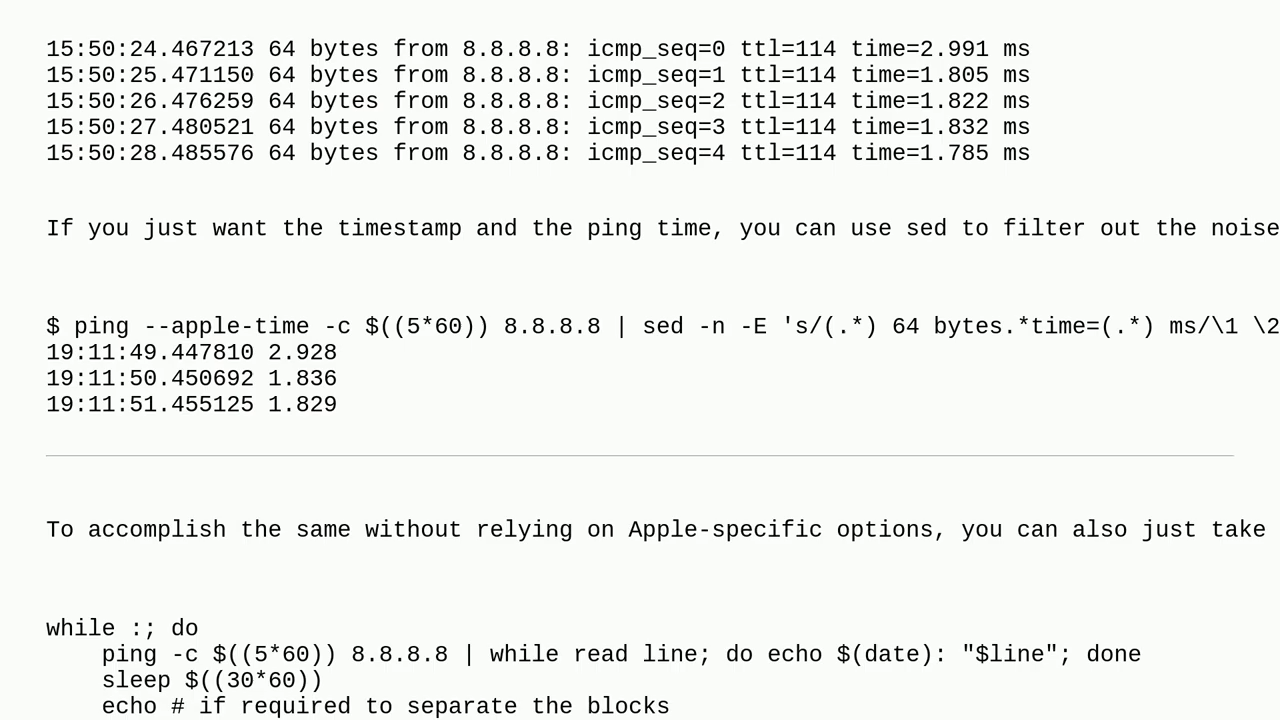 15:50:24.467213 64 bytes from 8.8.8.8: icmp_seq=0 ttl=114 time=2.991 ms
15:50:25.471150 64 bytes from 8.8.8.8: icmp_seq=1 ttl=114 time=1.805 ms
15:50:26.476259 64 bytes from 8.8.8.8: icmp_seq=2 ttl=114 time=1.822 ms
15:50:27.480521 64 bytes from 8.8.8.8: icmp_seq=3 ttl=114 time=1.832 ms
15:50:28.485576 64 bytes from 8.8.8.8: icmp_seq=4 ttl=114 time=1.785 ms
If you just want the timestamp and the ping time, you can use sed to filter out the noise
$ ping --apple-time -c $((5*60)) 8.8.8.8 | sed -n -E 's/(.*) 64 bytes.*time=(.*) ms/\1 \2
19:11:49.447810 2.928
19:11:50.450692 1.836
19:11:51.455125 1.829
To accomplish the same without relying on Apple-specific options, you can also just take
while :; do
    ping -c $((5*60)) 8.8.8.8 | while read line; do echo $(date): "$line"; done
    sleep $((30*60))
    echo # if required to separate the blocks